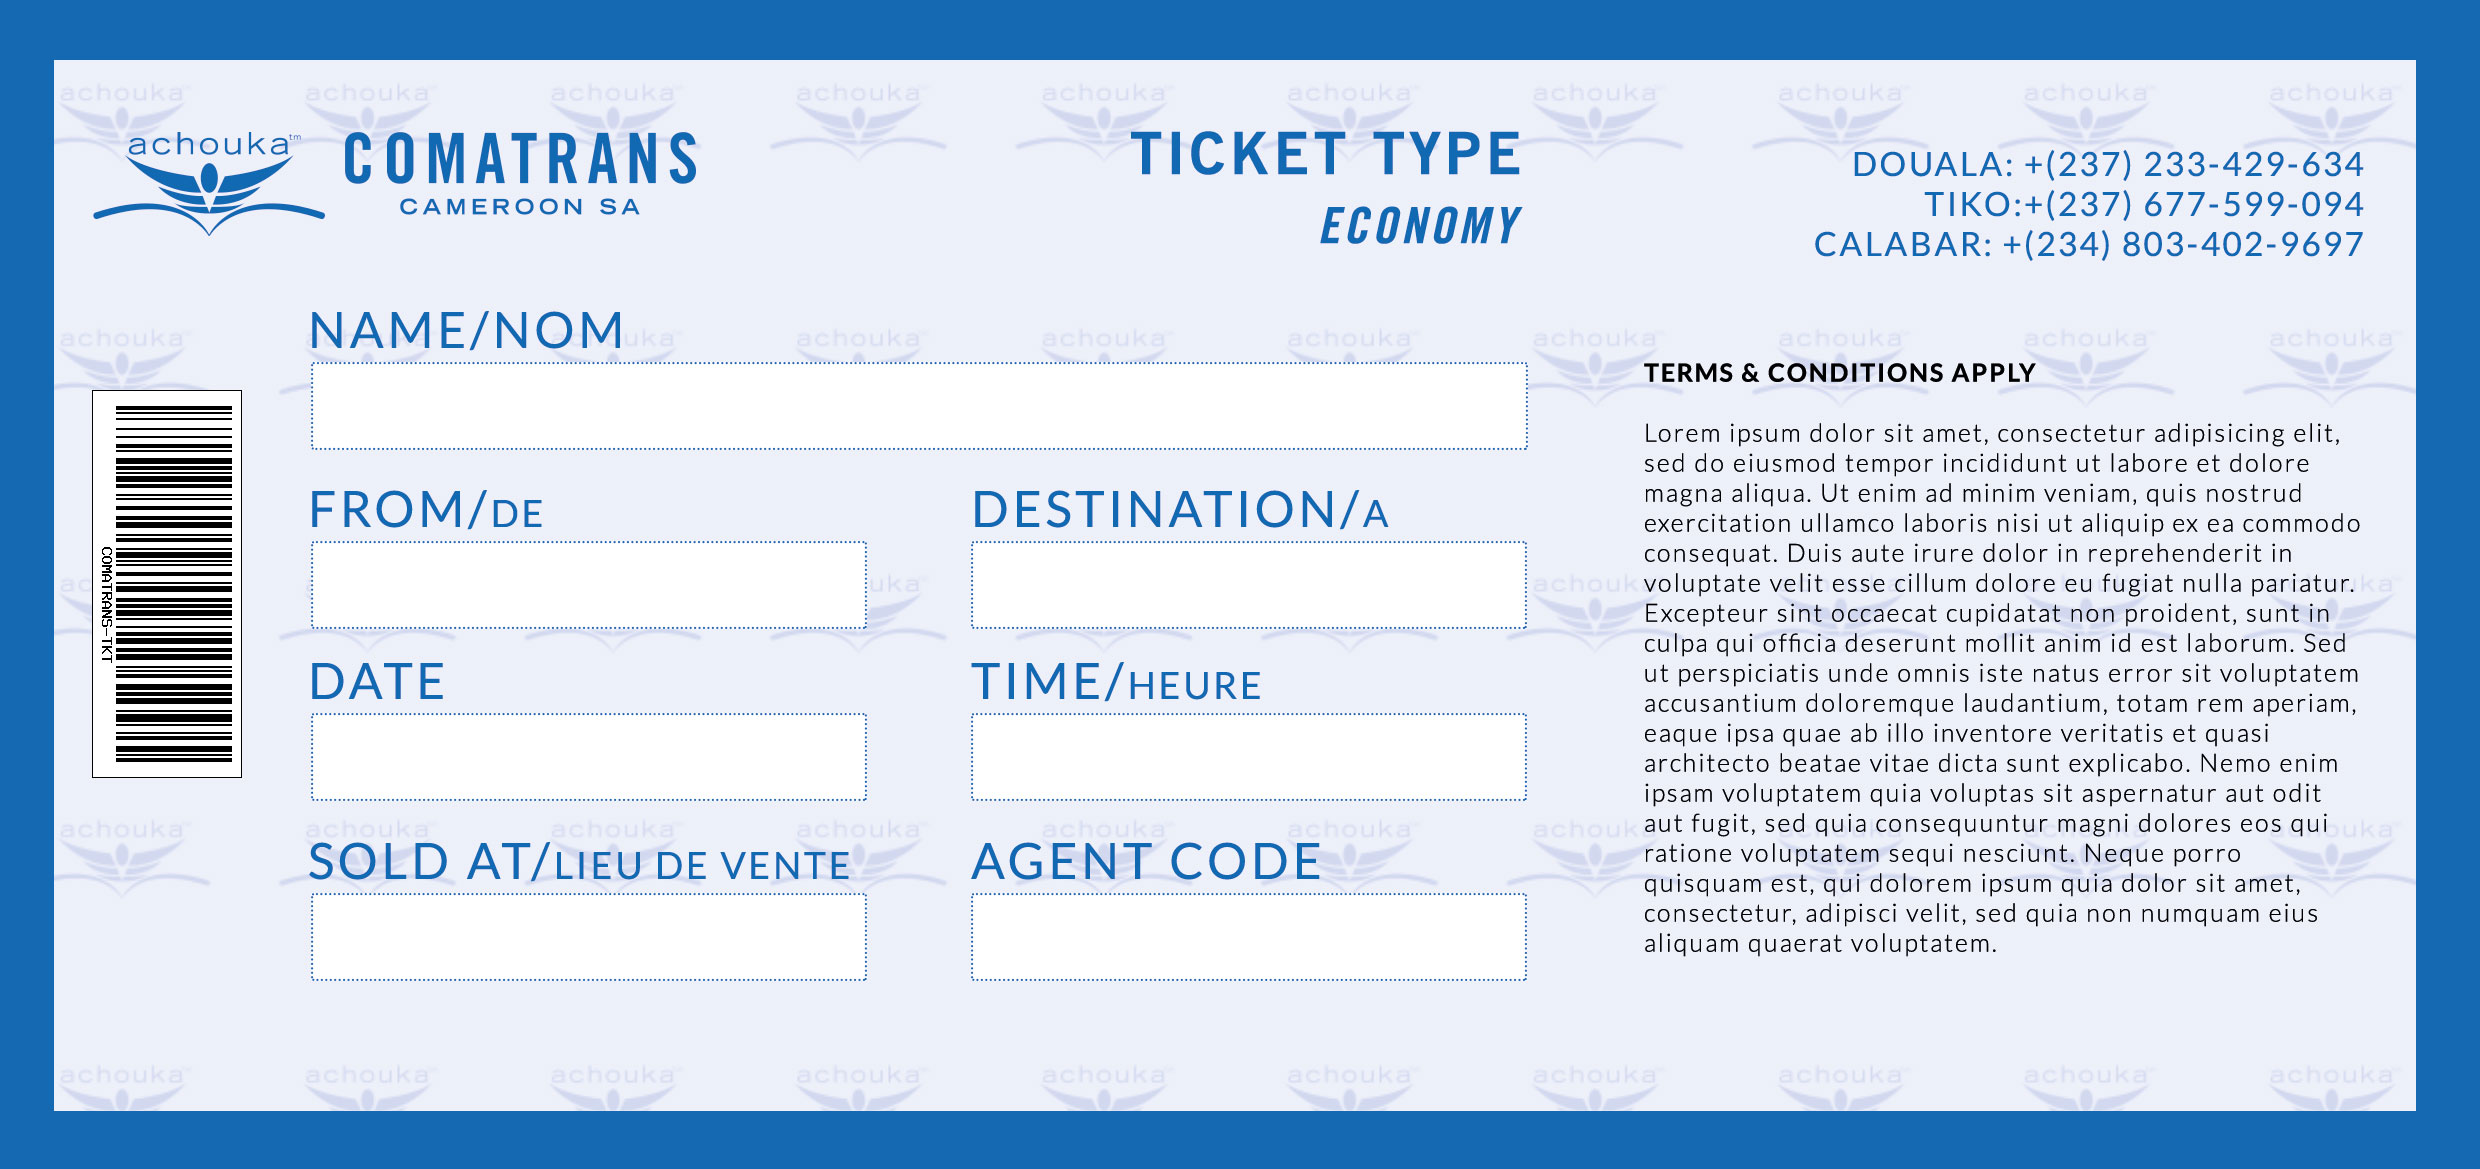 achouka™
COMATRANS
CAMEROON SA
TICKET TYPE
ECONOMY
DOUALA: +(237) 233-429-634
TIKO:+(237) 677-599-094
CALABAR: +(234) 803-402-9697
NAME/NOM
FROM/DE
DESTINATION/A
DATE
TIME/HEURE
SOLD AT/LIEU DE VENTE
AGENT CODE
COMATRANS-TKT
TERMS & CONDITIONS APPLY
Lorem ipsum dolor sit amet, consectetur adipisicing elit,
sed do eiusmod tempor incididunt ut labore et dolore
magna aliqua. Ut enim ad minim veniam, quis nostrud
exercitation ullamco laboris nisi ut aliquip ex ea commodo
consequat. Duis aute irure dolor in reprehenderit in
voluptate velit esse cillum dolore eu fugiat nulla pariatur.
Excepteur sint occaecat cupidatat non proident, sunt in
culpa qui officia deserunt mollit anim id est laborum. Sed
ut perspiciatis unde omnis iste natus error sit voluptatem
accusantium doloremque laudantium, totam rem aperiam,
eaque ipsa quae ab illo inventore veritatis et quasi
architecto beatae vitae dicta sunt explicabo. Nemo enim
ipsam voluptatem quia voluptas sit aspernatur aut odit
aut fugit, sed quia consequuntur magni dolores eos qui
ratione voluptatem sequi nesciunt. Neque porro
quisquam est, qui dolorem ipsum quia dolor sit amet,
consectetur, adipisci velit, sed quia non numquam eius
aliquam quaerat voluptatem.